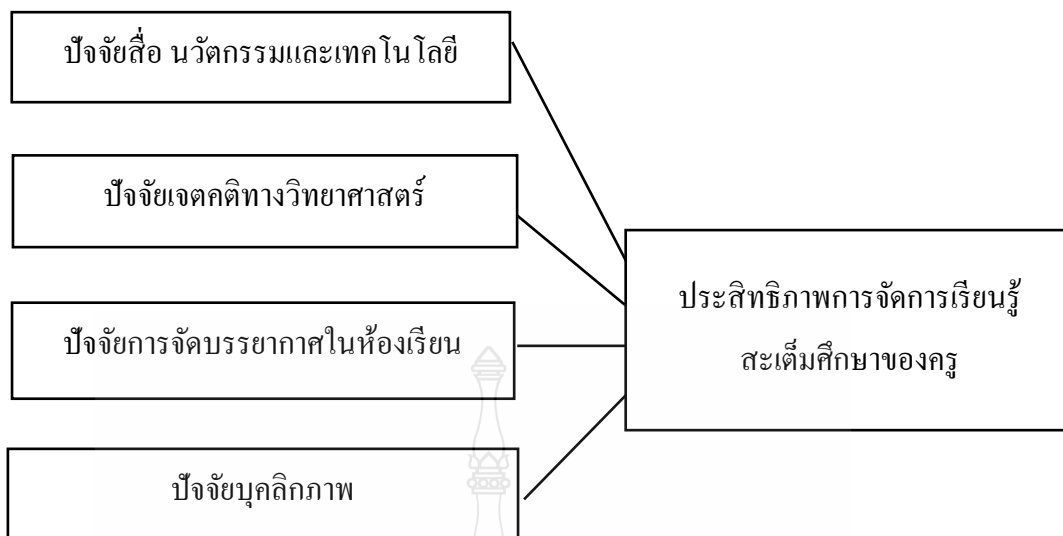 ปัจจัยสื่อ นวัตกรรมและเทคโนโลยี
ปัจจัยเจตคติทางวิทยาศาสตร์
ปัจจัยการจัดบรรยากาศในห้องเรียน
ปัจจัยบุคลิกภาพ
ประสิทธิภาพการจัดการเรียนรู้
สะเต็มศึกษาของครู